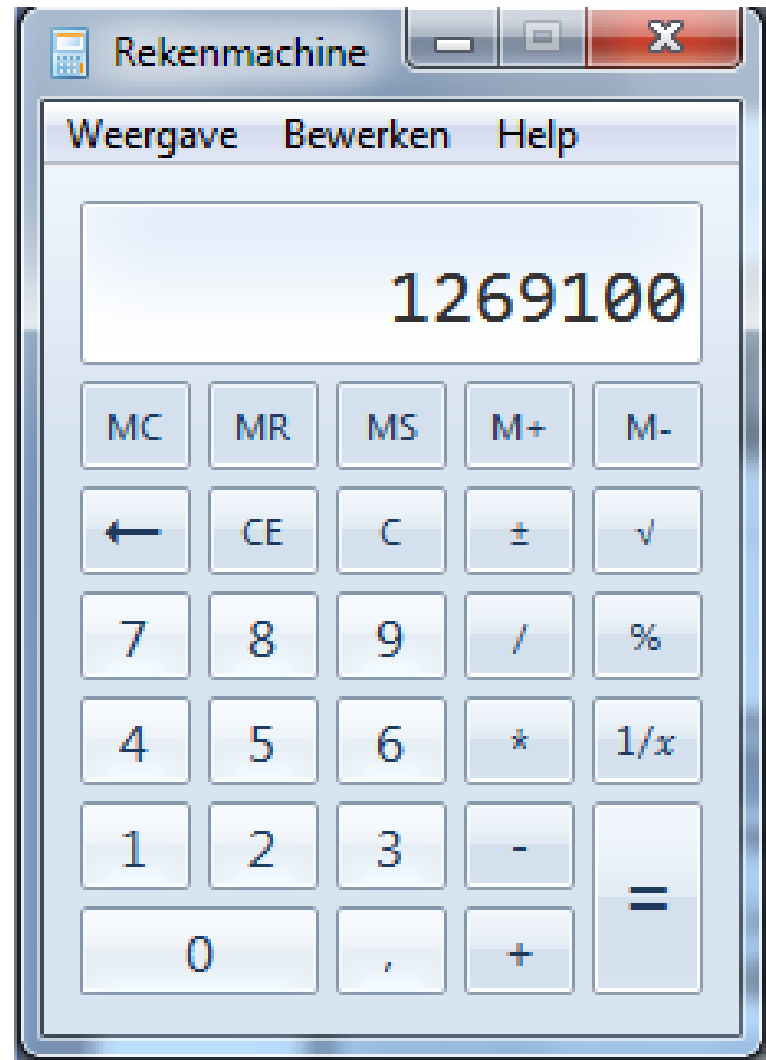 Rekenmachine
Weergave Bewerken Help
1269100
MC MR MS M+ M-
← CE C ± √
7 8 9 / %
4 5 6 * 1/x
1 2 3 -
=
0 , +